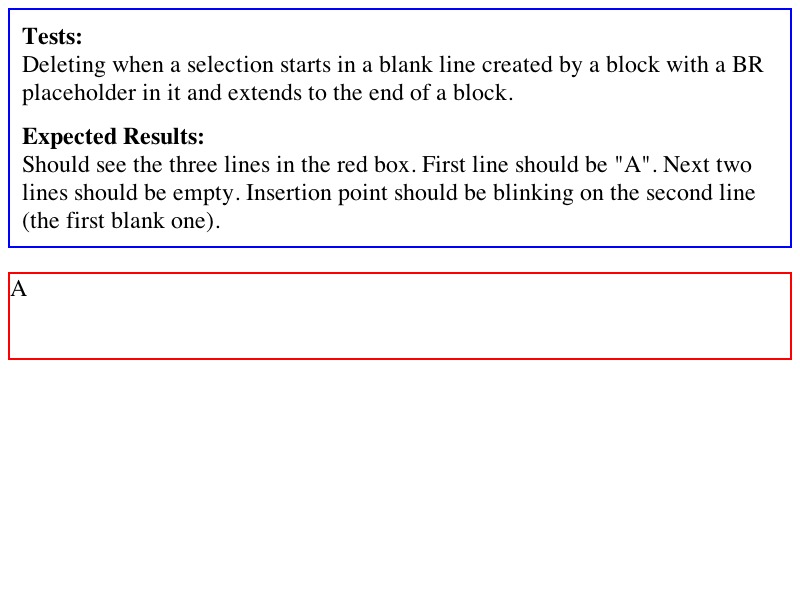 Tests:
Deleting when a selection starts in a blank line created by a block with a BR
placeholder in it and extends to the end of a block.
Expected Results:
Should see the three lines in the red box. First line should be "A". Next two
lines should be empty. Insertion point should be blinking on the second line
(the first blank one).
A